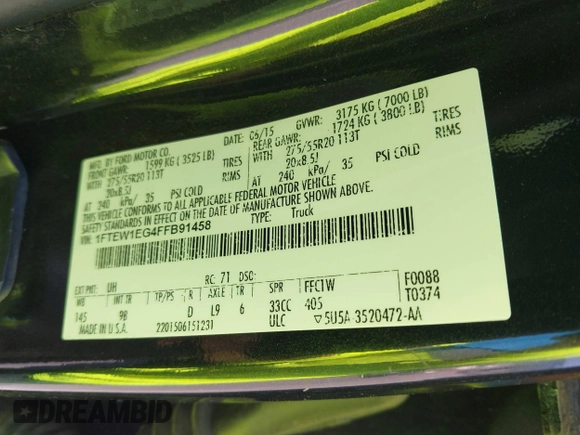 MFD. BY FORD MOTOR CO.
DATE: 06/15 GVWR: 3175 KG ( 7000 LB)
FRONT GAWR: 1599 KG ( 3525 LB) REAR GAWR: 1724 KG ( 3800 LB)
WITH 275/55R20 113T TIRES WITH 275/55R20 113T TIRES
20x8.5J RIMS 20x8.5J RIMS
AT 240 kPa/ 35 PSI COLD AT 240 kPa/ 35 PSI COLD
THIS VEHICLE CONFORMS TO ALL APPLICABLE FEDERAL MOTOR VEHICLE
SAFETY STANDARDS IN EFFECT ON THE DATE OF MANUFACTURE SHOWN ABOVE.
VIN: 1FTEW1EG4FFB91458 TYPE: Truck
EXT PNT: UH RC: 71 DSO:
WB INT TR TP/PS R AXLE TR SPR FFC1W F0088
145 9B D L9 6 33CC 405 T0374
MADE IN U.S.A. 220150615123T ULC ▽5U5A-3520472-AA
DREAMBID